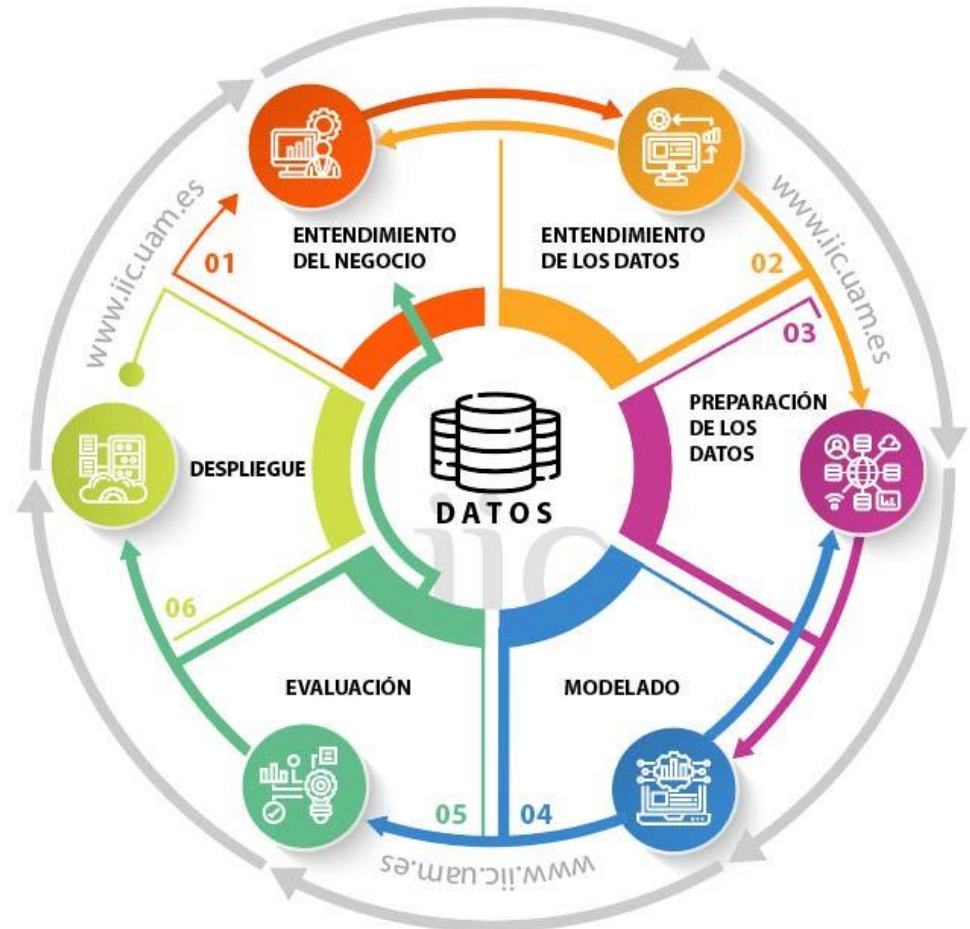 01
ENTENDIMIENTO
DEL NEGOCIO
ENTENDIMIENTO
DE LOS DATOS
02
03
PREPARACIÓN
DE LOS
DATOS
MODELADO
04
05
EVALUACIÓN
06
DESPLIEGUE
DATOS
iic
www.iic.uam.es
www.iic.uam.es
www.iic.uam.es